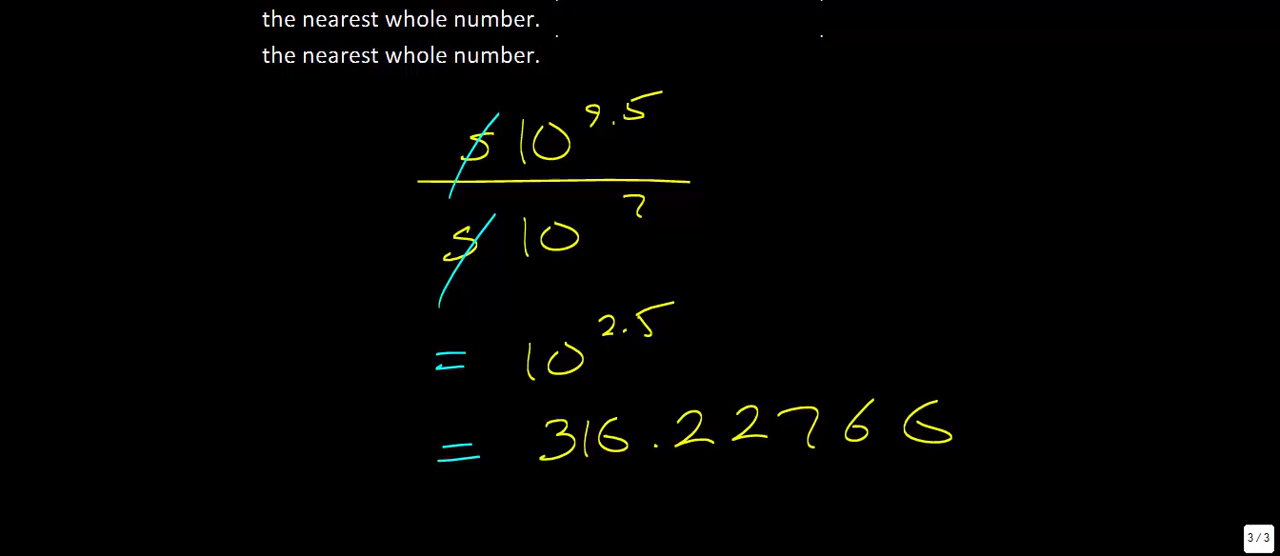 the nearest whole number.
the nearest whole number.
5 10^9.5
5 10^7
= 10^2.5
= 316.22766
3 / 3